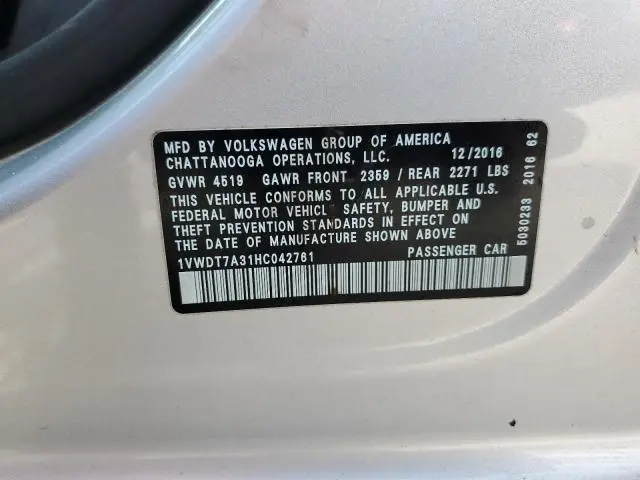 MFD BY VOLKSWAGEN GROUP OF AMERICA
CHATTANOOGA OPERATIONS, LLC. 12/2016
GVWR 4519 GAWR FRONT 2359 / REAR 2271 LBS
THIS VEHICLE CONFORMS TO ALL APPLICABLE U.S.
FEDERAL MOTOR VEHICL SAFETY, BUMPER AND
THEFT PREVENTION STANDARDS IN EFFECT ON
THE DATE OF MANUFACTURE SHOWN ABOVE
1VWDT7A31HC042761 PASSENGER CAR
5030233 2016 62